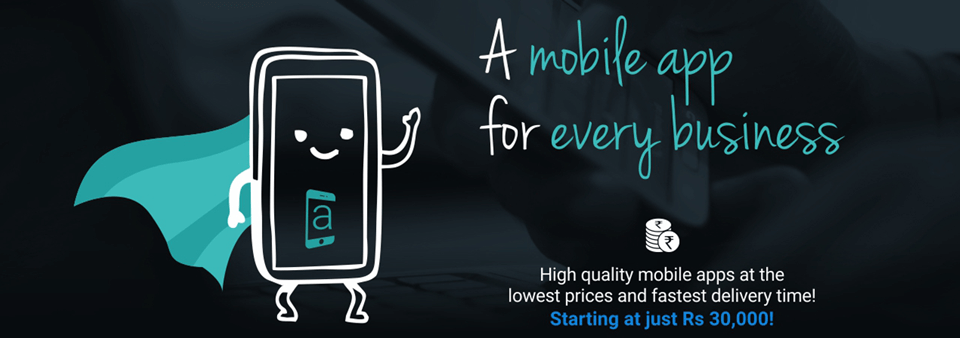 A mobile app
for every business
a
₹
₹
High quality mobile apps at the
lowest prices and fastest delivery time!
Starting at just Rs 30,000!